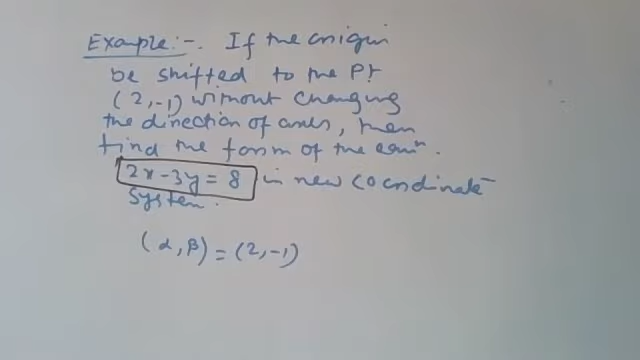 Example:-. If the origin
be shifted to the Pt
(2,-1) without changing
the direction of axes, then
find the form of the eqnⁿ.
2x-3y=8 in new coordinate
system.
(α,β)=(2,-1)